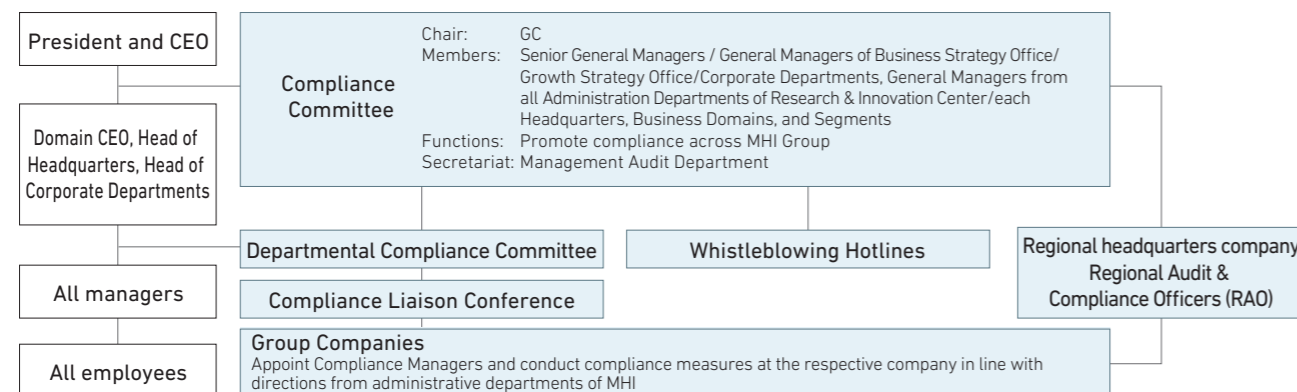 President and CEO
Domain CEO, Head of
Headquarters, Head of
Corporate Departments
All managers
All employees
Compliance
Committee
Chair: GC
Members: Senior General Managers / General Managers of Business Strategy Office/
Growth Strategy Office/Corporate Departments, General Managers from
all Administration Departments of Research & Innovation Center/each
Headquarters, Business Domains, and Segments
Functions: Promote compliance across MHI Group
Secretariat: Management Audit Department
Departmental Compliance Committee
Whistleblowing Hotlines
Compliance Liaison Conference
Regional headquarters company
Regional Audit &
Compliance Officers (RAO)
Group Companies
Appoint Compliance Managers and conduct compliance measures at the respective company in line with
directions from administrative departments of MHI